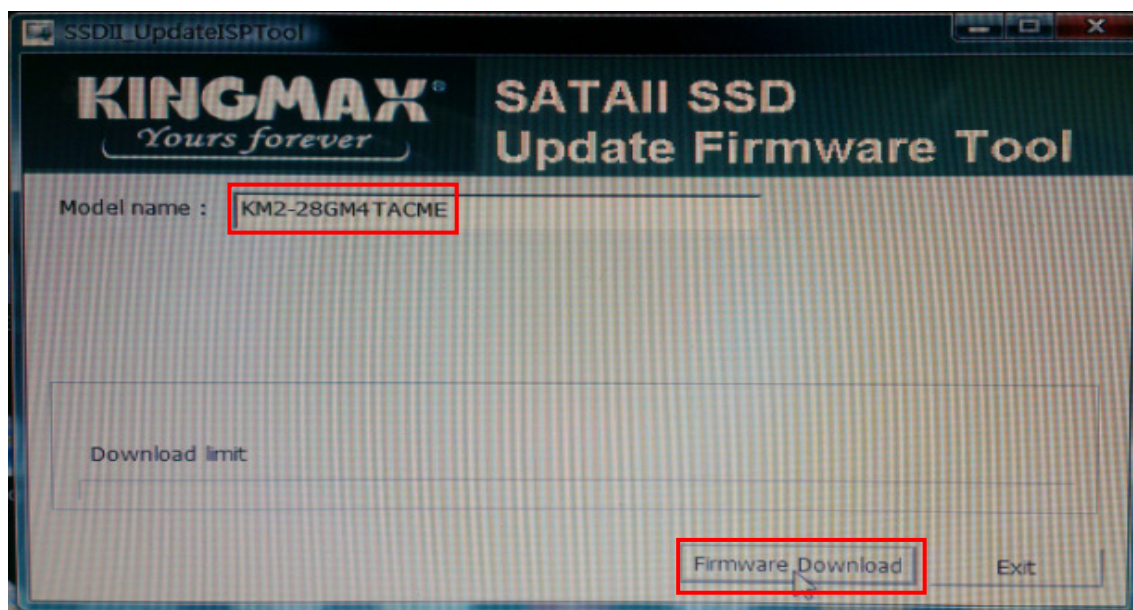 SSDII_UpdateISPTool
KINGMAX®
Yours forever
SATAII SSD
Update Firmware Tool
Model name : KM2-28GM4TACME
Download limit
Firmware Download
Exit